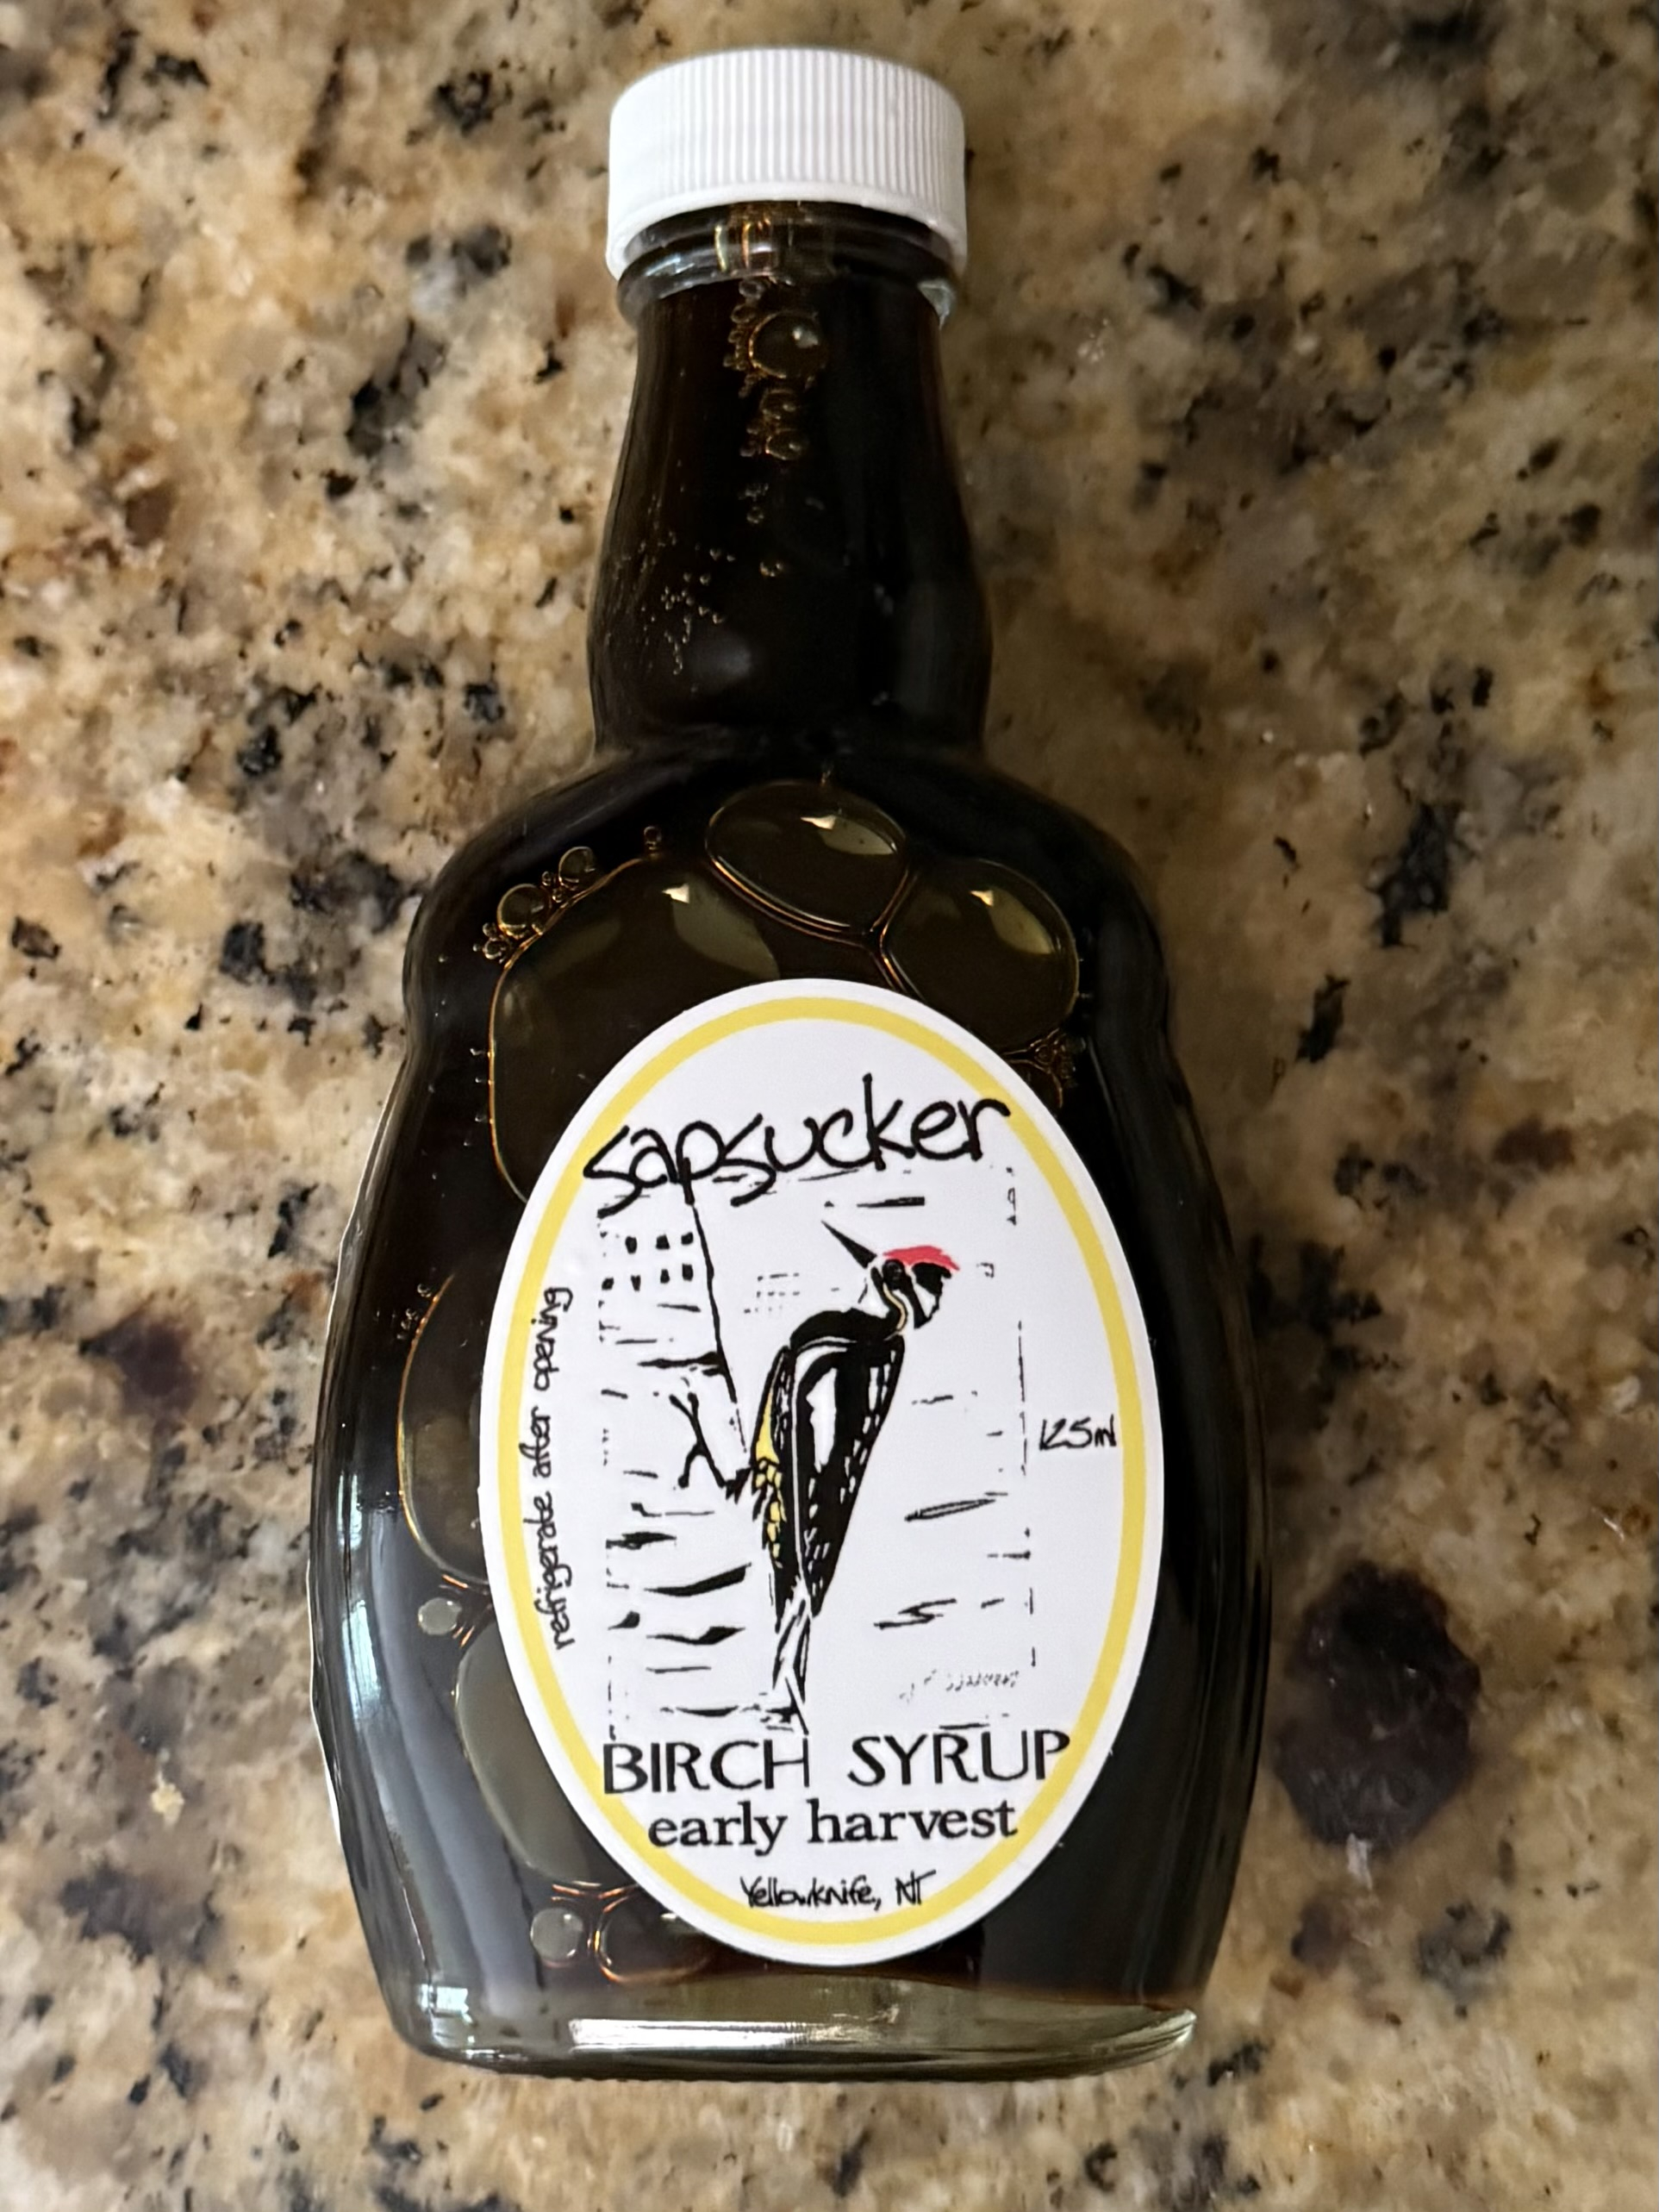 sapsucker
refrigerate after opening
125ml
BIRCH SYRUP
early harvest
Yellowknife, NT